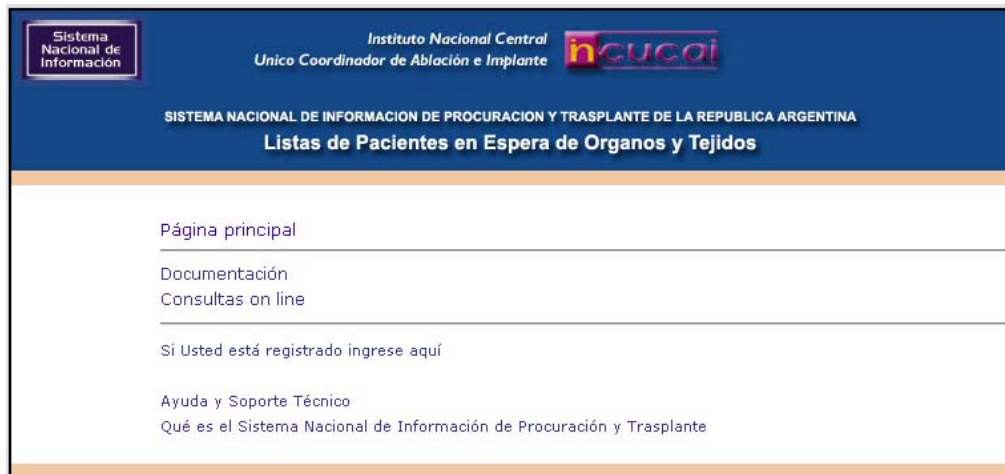 Sistema
Nacional de
Información
Instituto Nacional Central
Unico Coordinador de Ablación e Implante
incucai
SISTEMA NACIONAL DE INFORMACION DE PROCURACION Y TRASPLANTE DE LA REPUBLICA ARGENTINA
Listas de Pacientes en Espera de Organos y Tejidos
Página principal
Documentación
Consultas on line
Si Usted está registrado ingrese aquí
Ayuda y Soporte Técnico
Qué es el Sistema Nacional de Información de Procuración y Trasplante